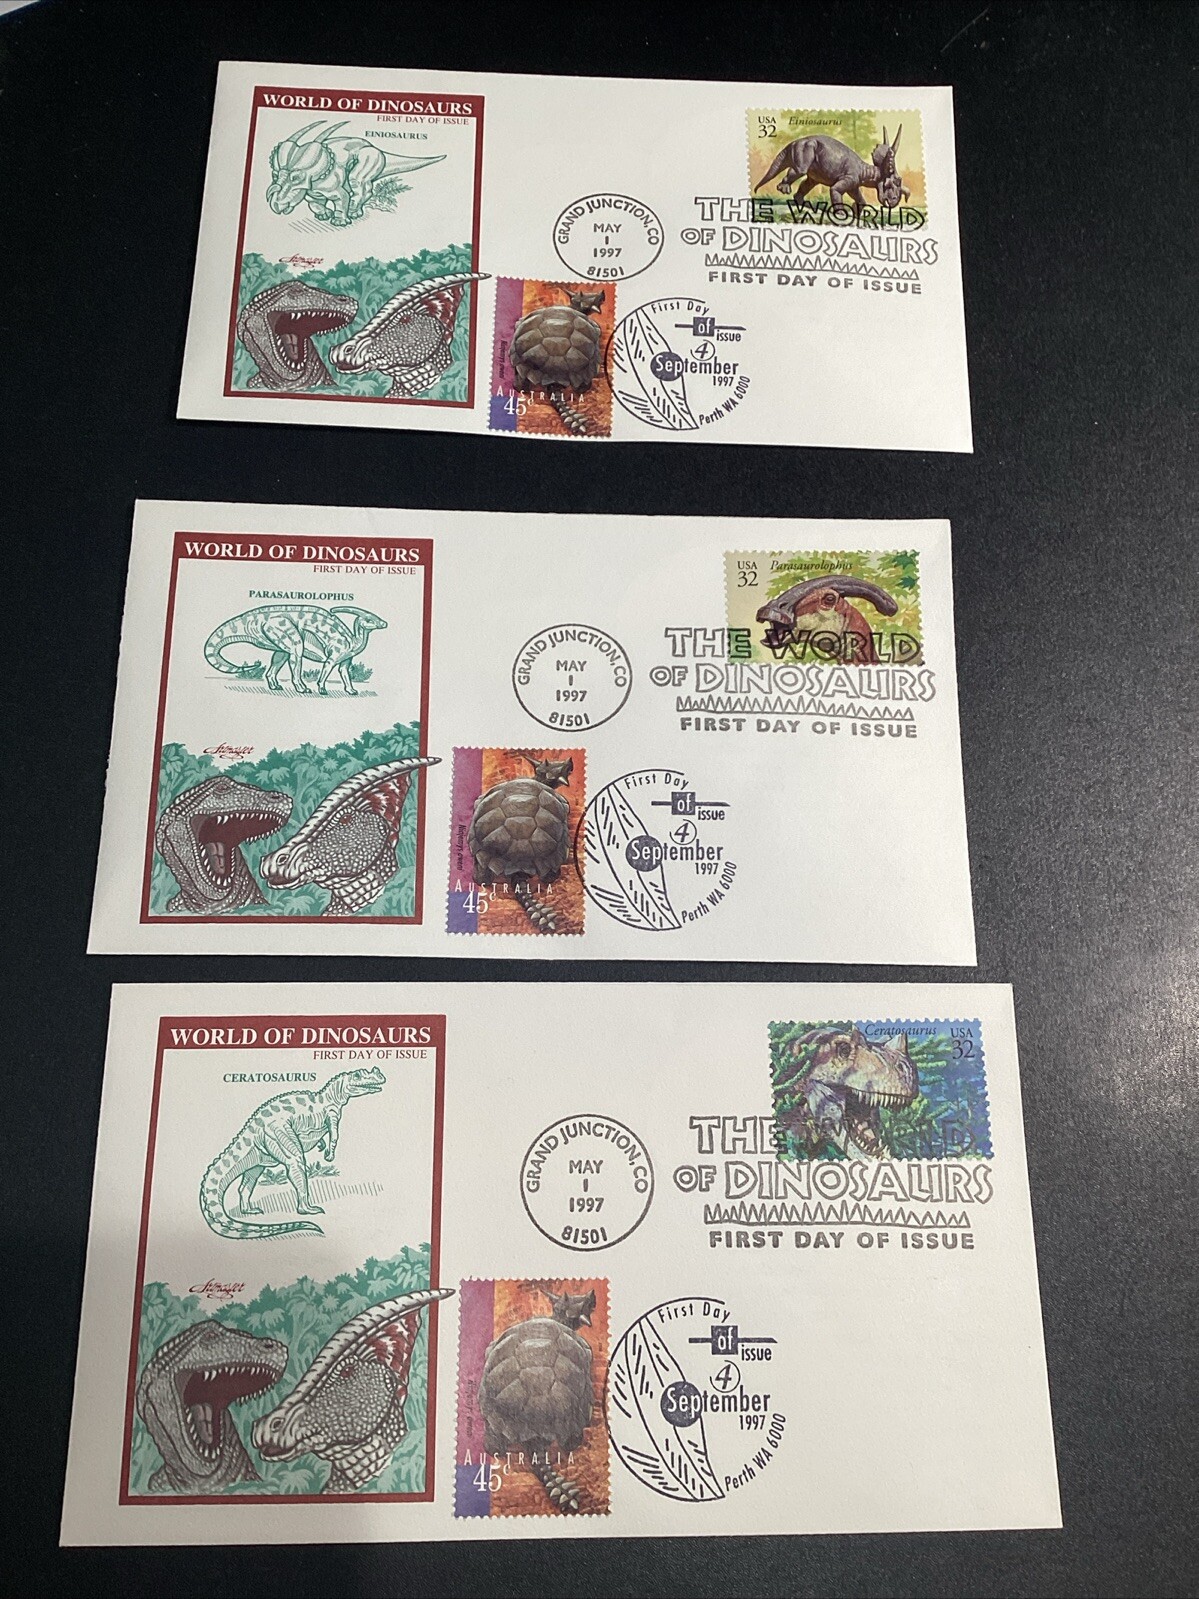 WORLD OF DINOSAURS
FIRST DAY OF ISSUE
EINIOSAURUS
USA
32
Einiosaurus
GRAND JUNCTION, CO
MAY
1
1997
81501
THE WORLD
OF DINOSAURS
FIRST DAY OF ISSUE
AUSTRALIA
45c
First Day
of
issue
4
September
1997
Perth WA 6000
WORLD OF DINOSAURS
FIRST DAY OF ISSUE
PARASAUROLOPHUS
USA
32
Parasaurolophus
GRAND JUNCTION, CO
MAY
1
1997
81501
THE WORLD
OF DINOSAURS
FIRST DAY OF ISSUE
AUSTRALIA
45c
First Day
of
issue
4
September
1997
Perth WA 6000
WORLD OF DINOSAURS
FIRST DAY OF ISSUE
CERATOSAURUS
Ceratosaurus
USA
32
GRAND JUNCTION, CO
MAY
1
1997
81501
THE WORLD
OF DINOSAURS
FIRST DAY OF ISSUE
AUSTRALIA
45c
First Day
of
issue
4
September
1997
Perth WA 6000